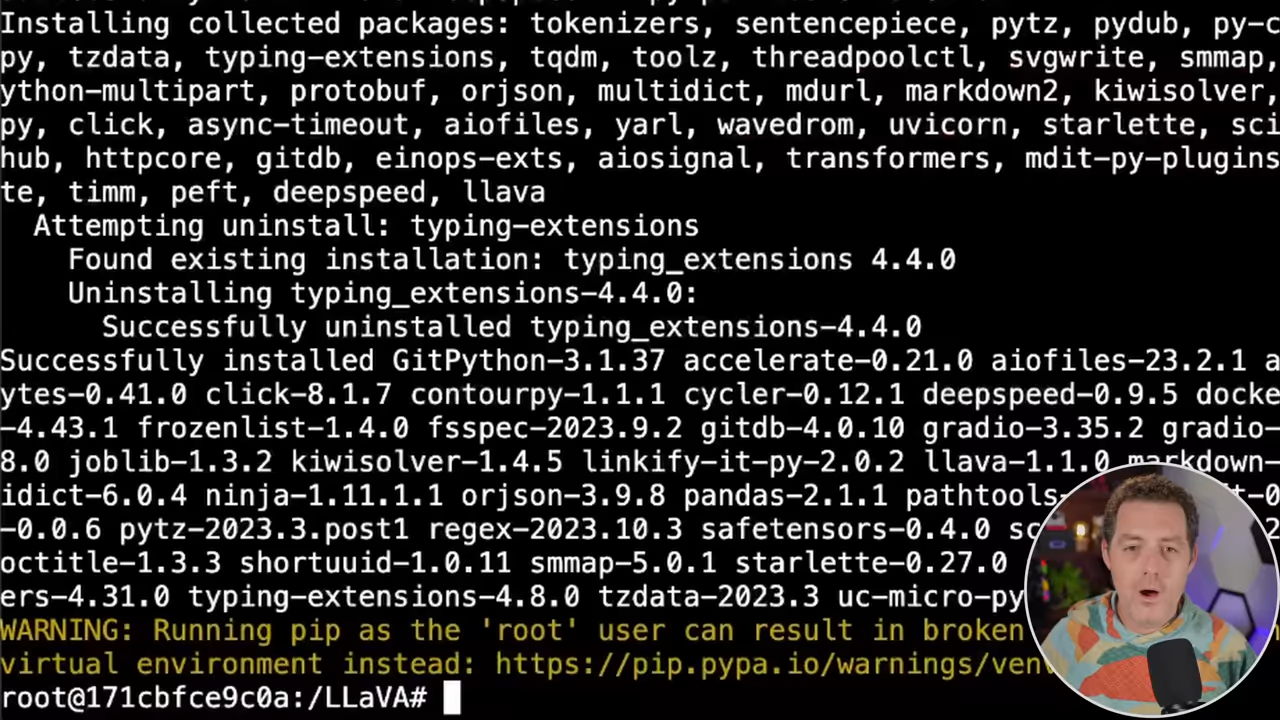 Installing collected packages: tokenizers, sentencepiece, pytz, pydub,
py, tzdata, typing-extensions, tqdm, toolz, threadpoolctl, svgwrite, smmap,
ython-multipart, protobuf, orjson, multidict, mdurl, markdown2, kiwisolver,
py, click, async-timeout, aiofiles, yarl, wavedrom, uvicorn, starlette, sci
hub, httpcore, gitdb, einops-exts, aiosignal, transformers, mdit-py-plugins
te, timm, peft, deepspeed, llava
Attempting uninstall: typing-extensions
Found existing installation: typing_extensions 4.4.0
Uninstalling typing_extensions-4.4.0:
Successfully uninstalled typing_extensions-4.4.0
Successfully installed GitPython-3.1.37 accelerate-0.21.0 aiofiles-23.2.1 a
ytes-0.41.0 click-8.1.7 contourpy-1.1.1 cycler-0.12.1 deepspeed-0.9.5 docke
-4.43.1 frozenlist-1.4.0 fsspec-2023.9.2 gitdb-4.0.10 gradio-3.35.2 gradio-
8.0 joblib-1.3.2 kiwisolver-1.4.5 linkify-it-py-2.0.2 llava-1.1.0 markdown-
idict-6.0.4 ninja-1.11.1.1 orjson-3.9.8 pandas-2.1.1 pathtools-
-0.0.6 pytz-2023.3.post1 regex-2023.10.3 safetensors-0.4.0 sc
octitle-1.3.3 shortuuid-1.0.11 smmap-5.0.1 starlette-0.27.0
ers-4.31.0 typing-extensions-4.8.0 tzdata-2023.3 uc-micro-py
WARNING: Running pip as the 'root' user can result in broken
virtual environment instead: https://pip.pypa.io/warnings/ven
root@171cbfce9c0a:/LLaVA#